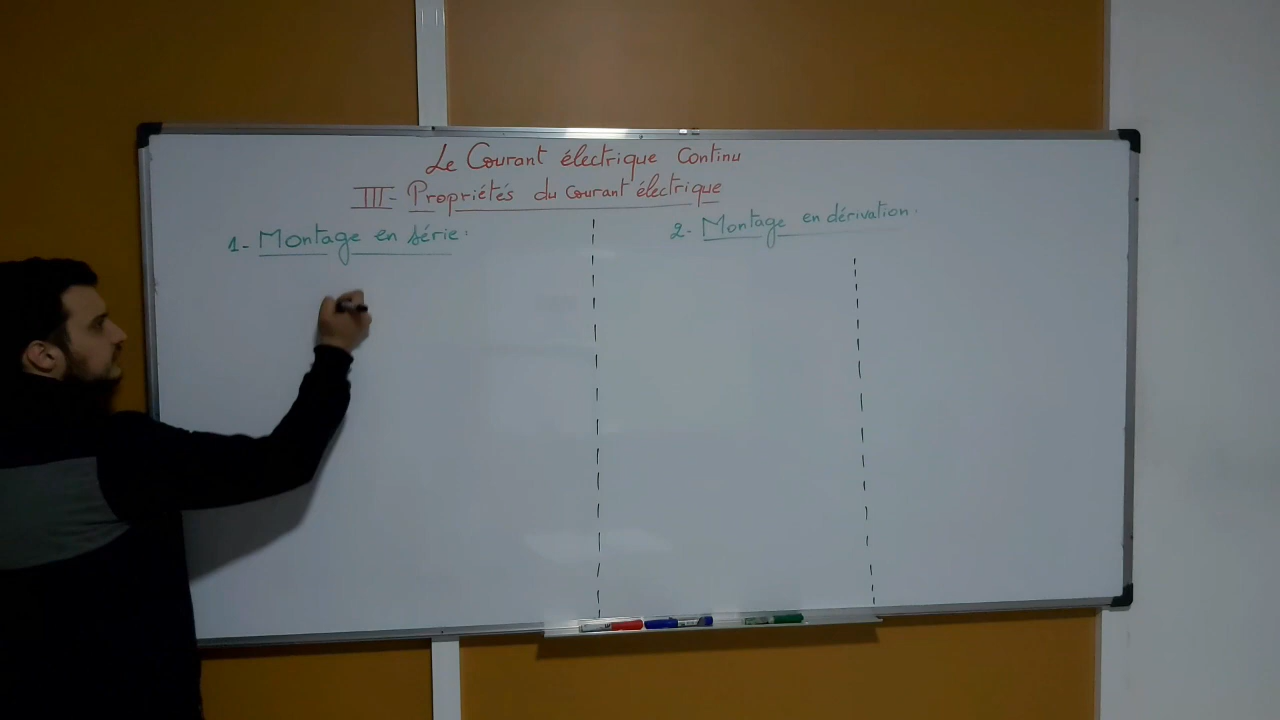 Le Courant électrique Continu
III- Propriétés du Courant électrique
1- Montage en série:
2- Montage en dérivation.